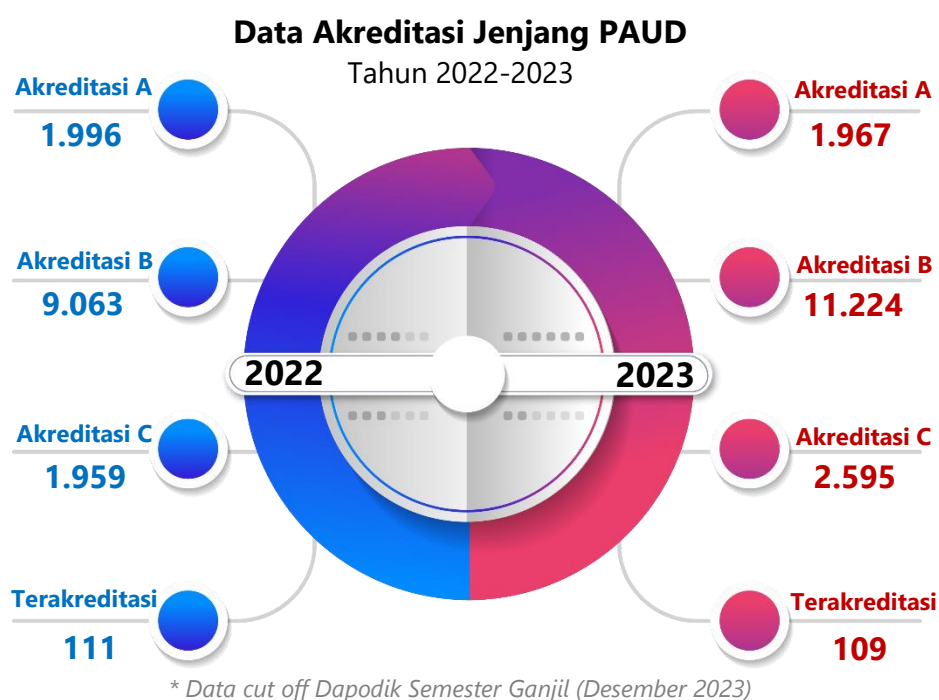 Data Akreditasi Jenjang PAUD
Tahun 2022-2023
Akreditasi A
1.996
Akreditasi B
9.063
Akreditasi C
1.959
Terakreditasi
111
2022
2023
Akreditasi A
1.967
Akreditasi B
11.224
Akreditasi C
2.595
Terakreditasi
109
* Data cut off Dapodik Semester Ganjil (Desember 2023)